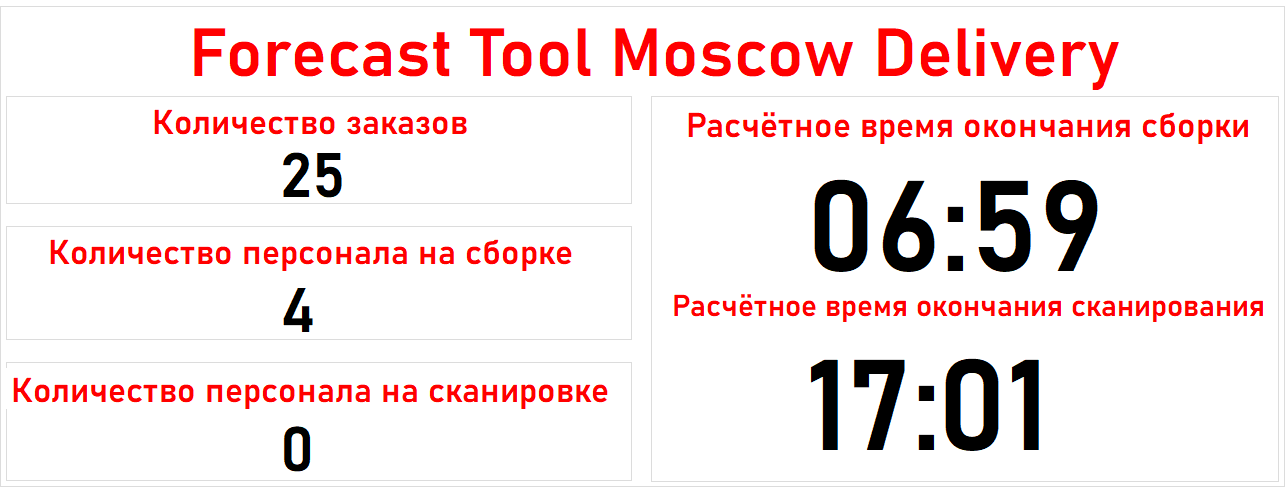 Forecast Tool Moscow Delivery
Количество заказов
25
Количество персонала на сборке
4
Количество персонала на сканировке
0
Расчётное время окончания сборки
06:59
Расчётное время окончания сканирования
17:01